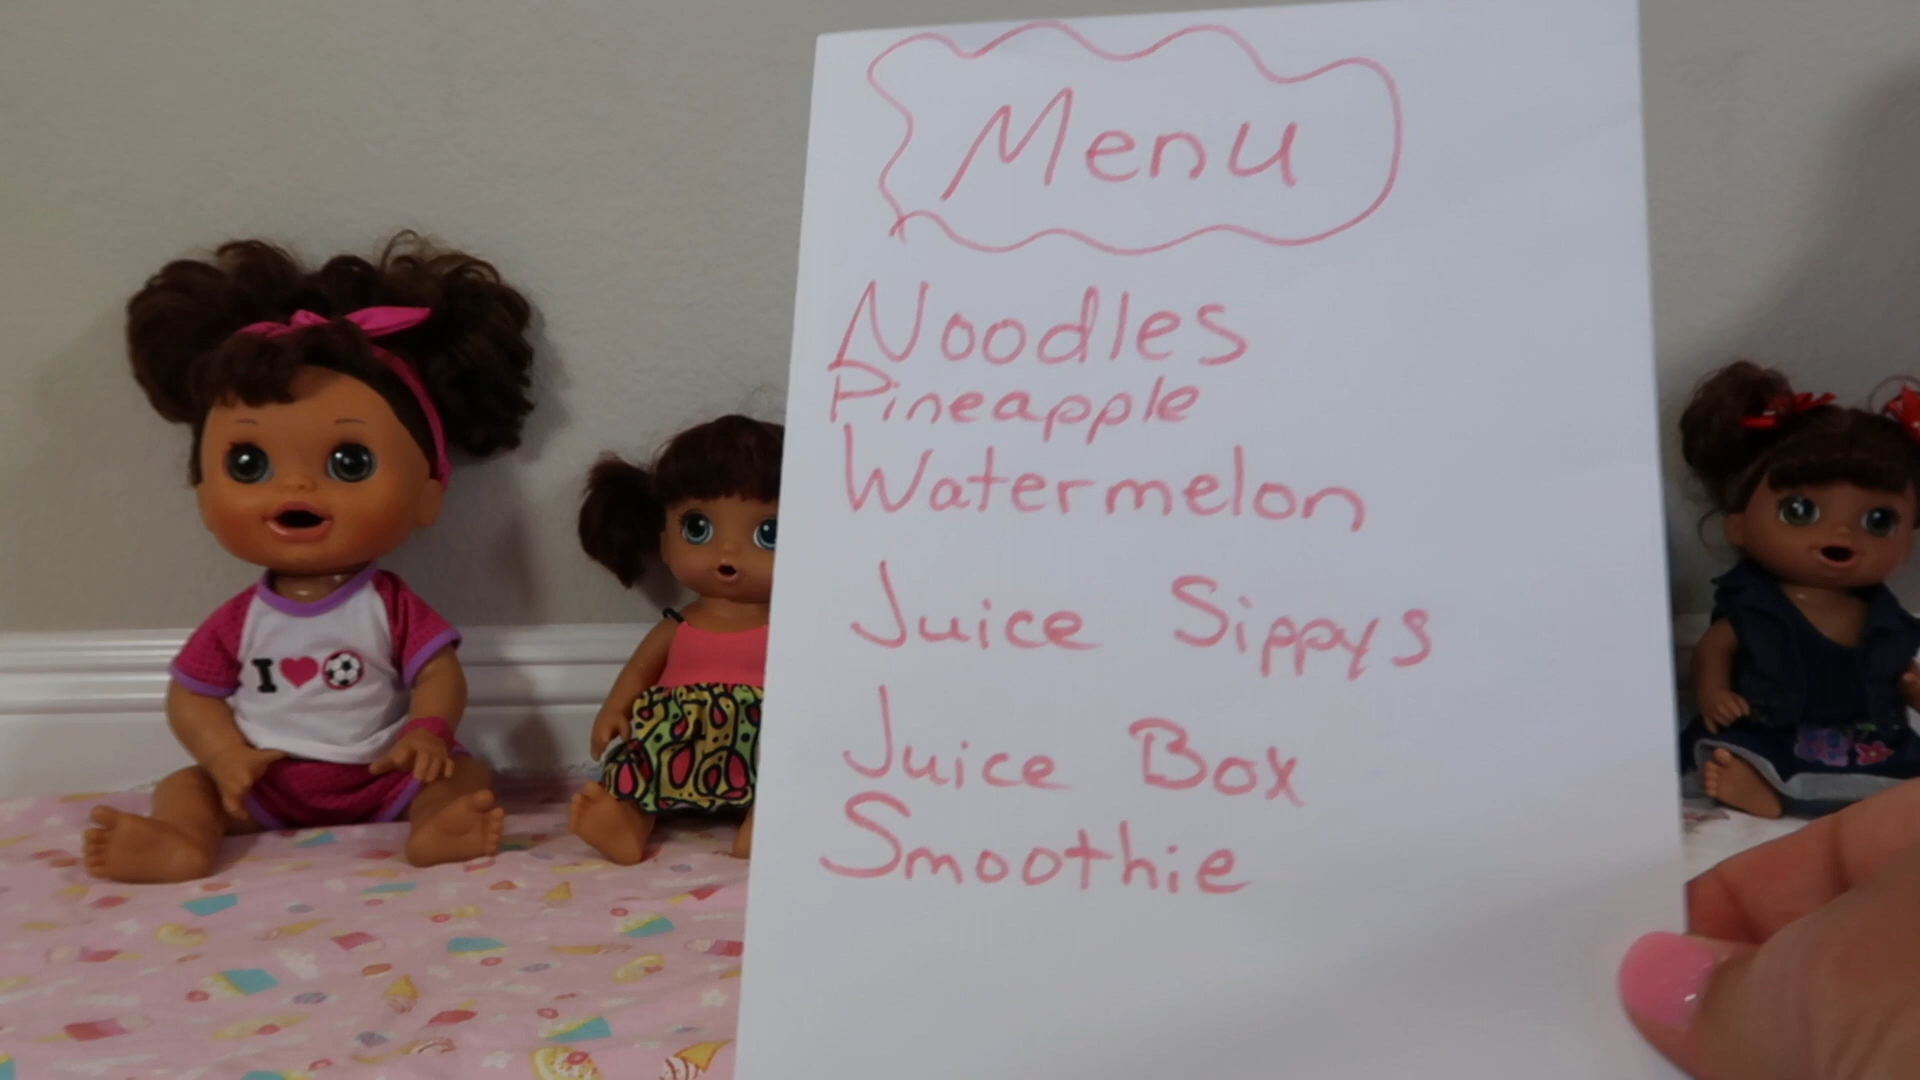 Menu
Noodles
Pineapple
Watermelon
Juice Sippys
Juice Box
Smoothie
I